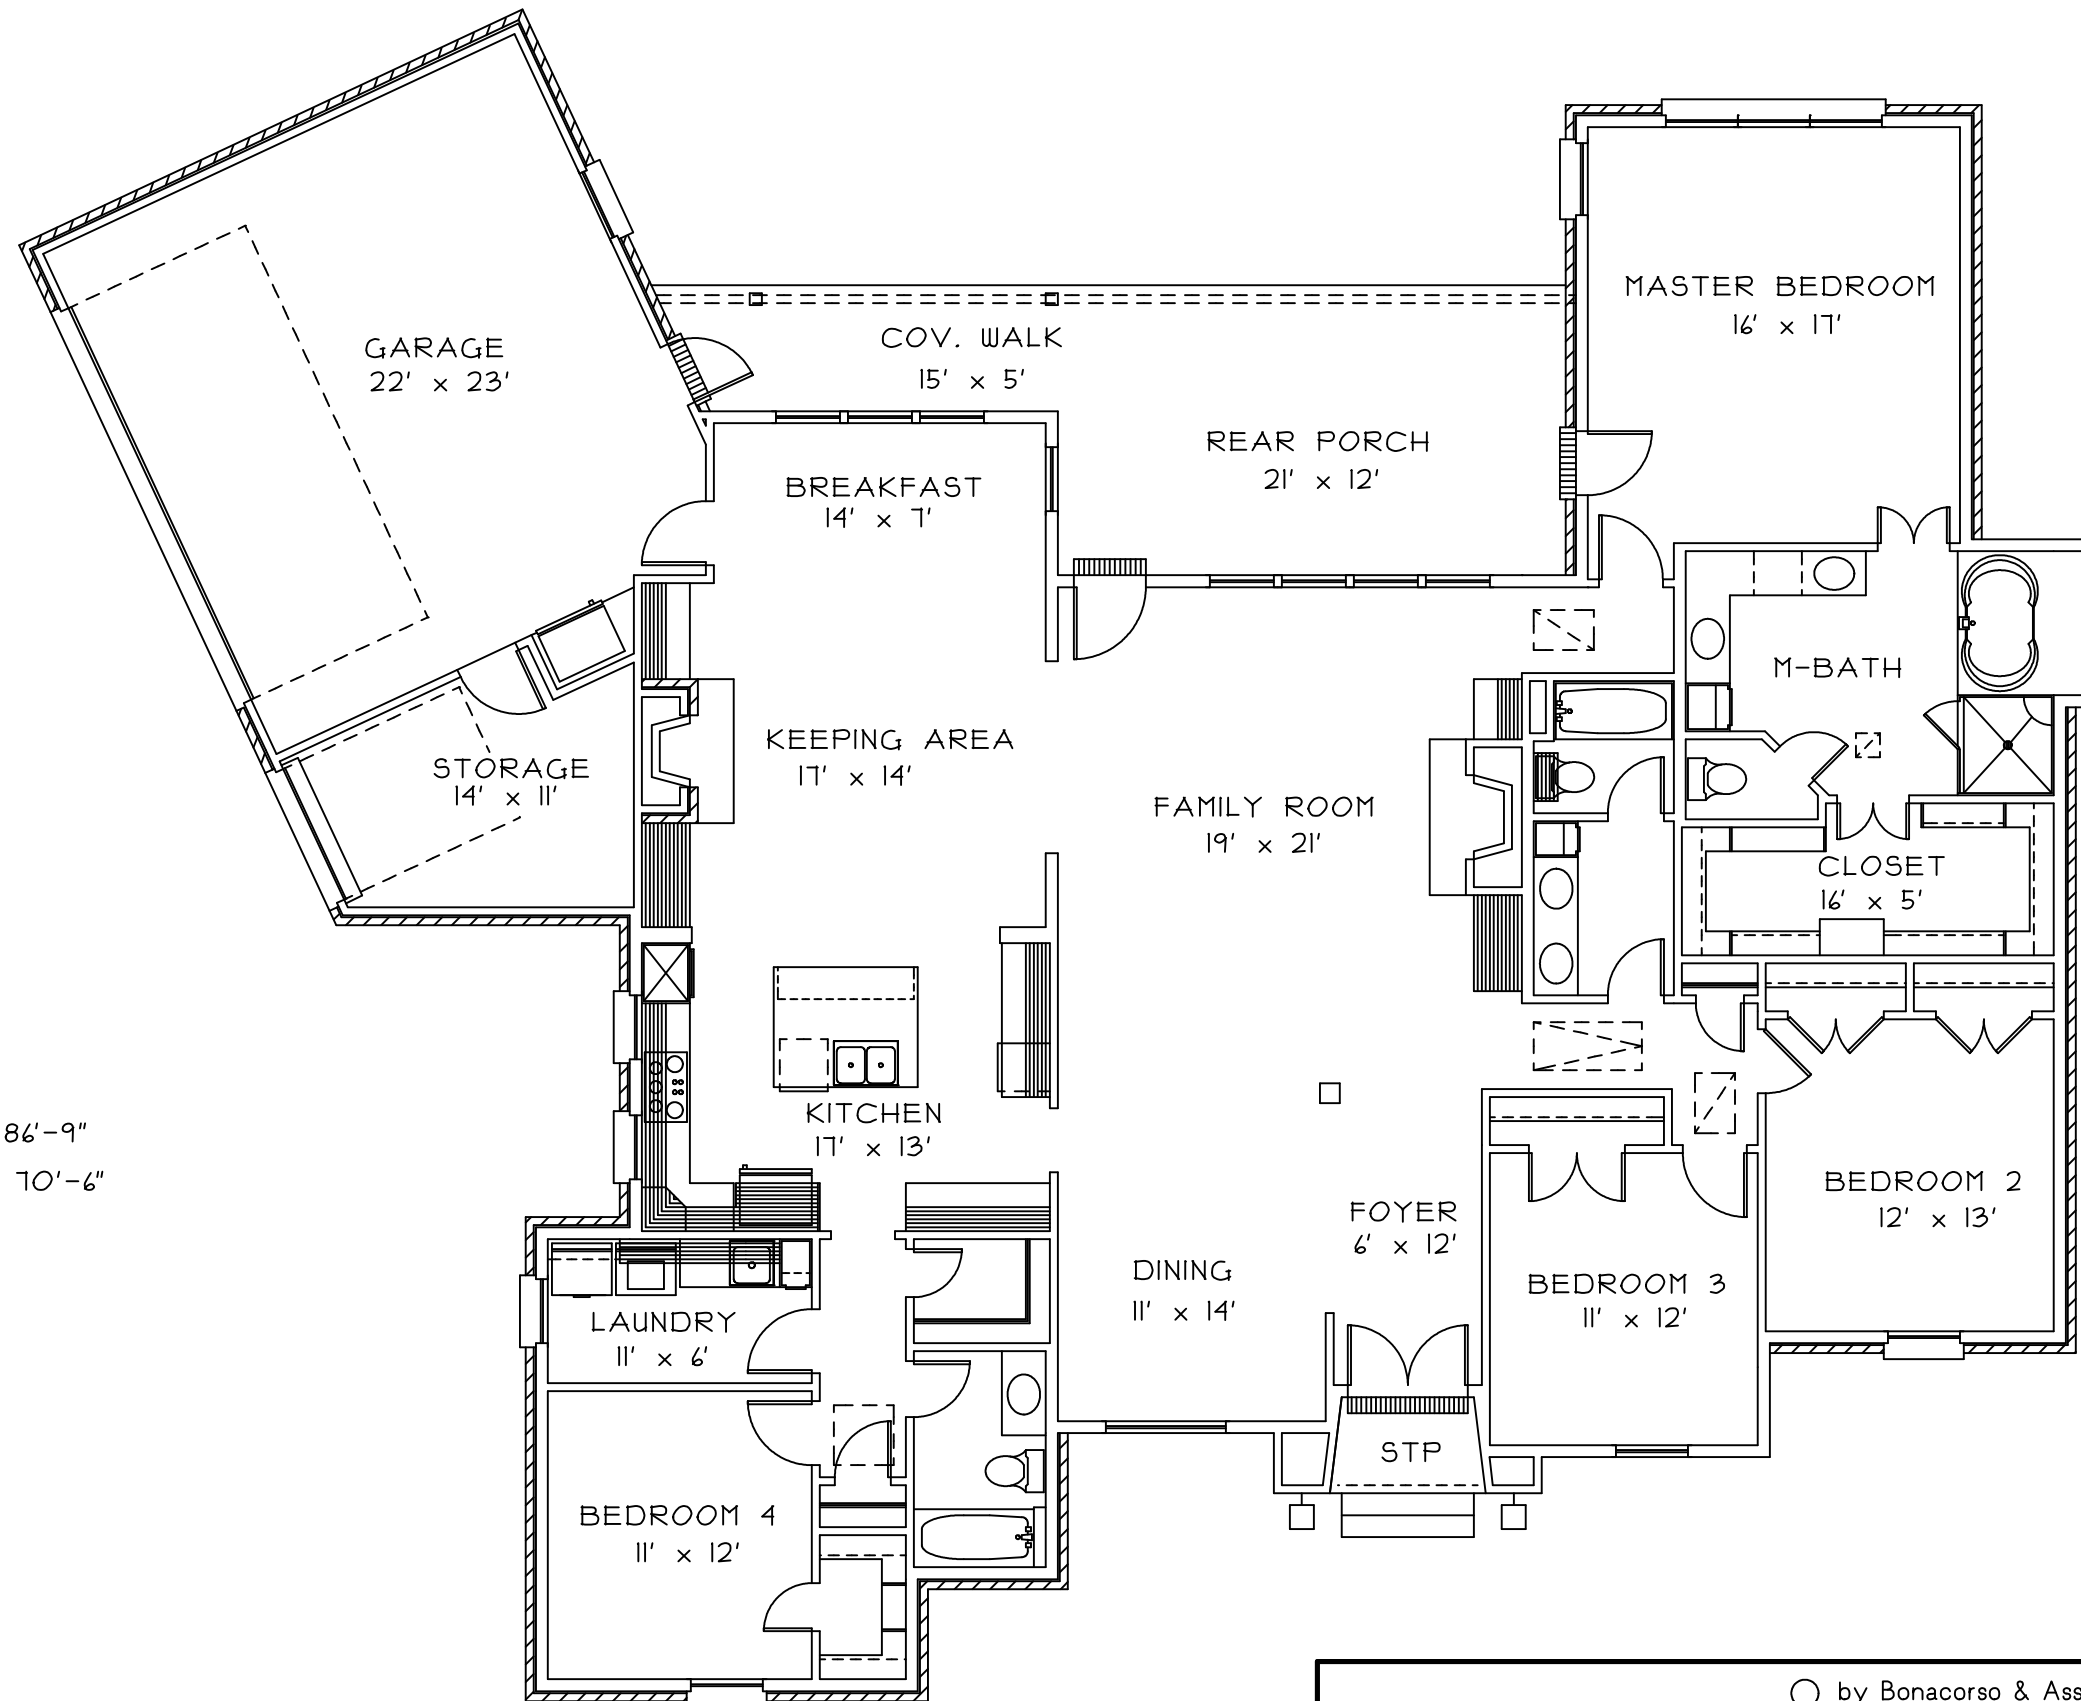 MASTER BEDROOM
16' x 17'
GARAGE
22' x 23'
COV. WALK
15' x 5'
REAR PORCH
21' x 12'
BREAKFAST
14' x 7'
M-BATH
KEEPING AREA
17' x 14'
STORAGE
14' x 11'
FAMILY ROOM
19' x 21'
CLOSET
16' x 5'
86'-9"
70'-6"
KITCHEN
17' x 13'
BEDROOM 2
12' x 13'
FOYER
6' x 12'
DINING
11' x 14'
BEDROOM 3
11' x 12'
LAUNDRY
11' x 6'
STP
BEDROOM 4
11' x 12'
by Bonacorso & Ass